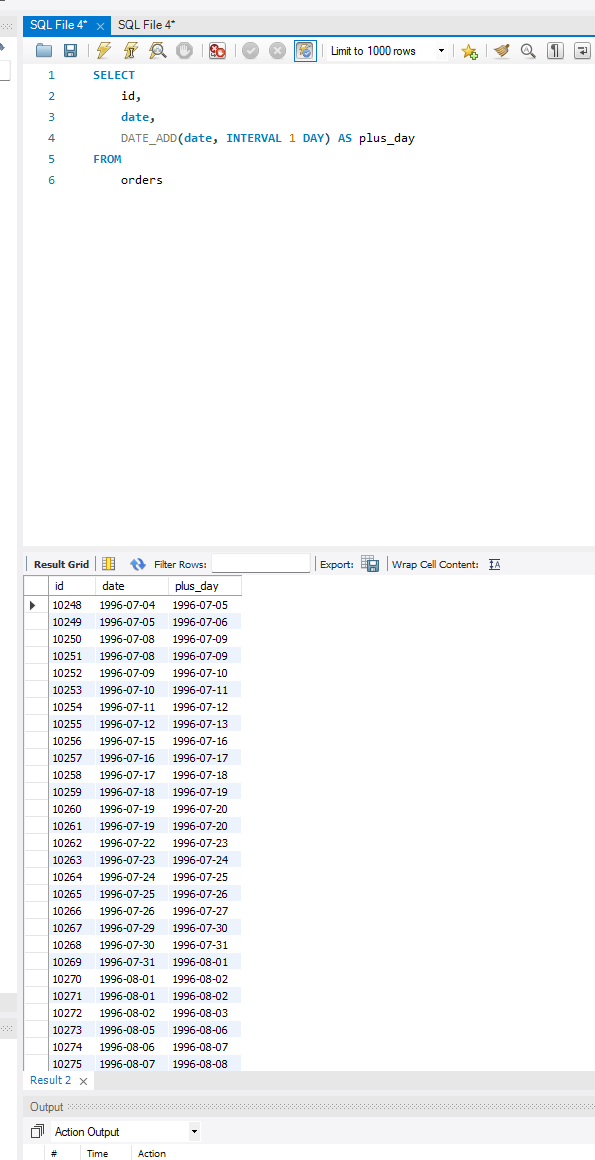 SQL File 4* × SQL File 4* 
Limit to 1000 rows
1 SELECT
2 id,
3 date,
4 DATE_ADD(date, INTERVAL 1 DAY) AS plus_day
5 FROM
6 orders
Result Grid Filter Rows: Export: Wrap Cell Content:
id date plus_day
10248 1996-07-04 1996-07-05
10249 1996-07-05 1996-07-06
10250 1996-07-08 1996-07-09
10251 1996-07-08 1996-07-09
10252 1996-07-09 1996-07-10
10253 1996-07-10 1996-07-11
10254 1996-07-11 1996-07-12
10255 1996-07-12 1996-07-13
10256 1996-07-15 1996-07-16
10257 1996-07-16 1996-07-17
10258 1996-07-17 1996-07-18
10259 1996-07-18 1996-07-19
10260 1996-07-19 1996-07-20
10261 1996-07-19 1996-07-20
10262 1996-07-22 1996-07-23
10263 1996-07-23 1996-07-24
10264 1996-07-24 1996-07-25
10265 1996-07-25 1996-07-26
10266 1996-07-26 1996-07-27
10267 1996-07-29 1996-07-30
10268 1996-07-30 1996-07-31
10269 1996-07-31 1996-08-01
10270 1996-08-01 1996-08-02
10271 1996-08-01 1996-08-02
10272 1996-08-02 1996-08-03
10273 1996-08-05 1996-08-06
10274 1996-08-06 1996-08-07
10275 1996-08-07 1996-08-08
Result 2 ×
Output
Action Output
# Time Action